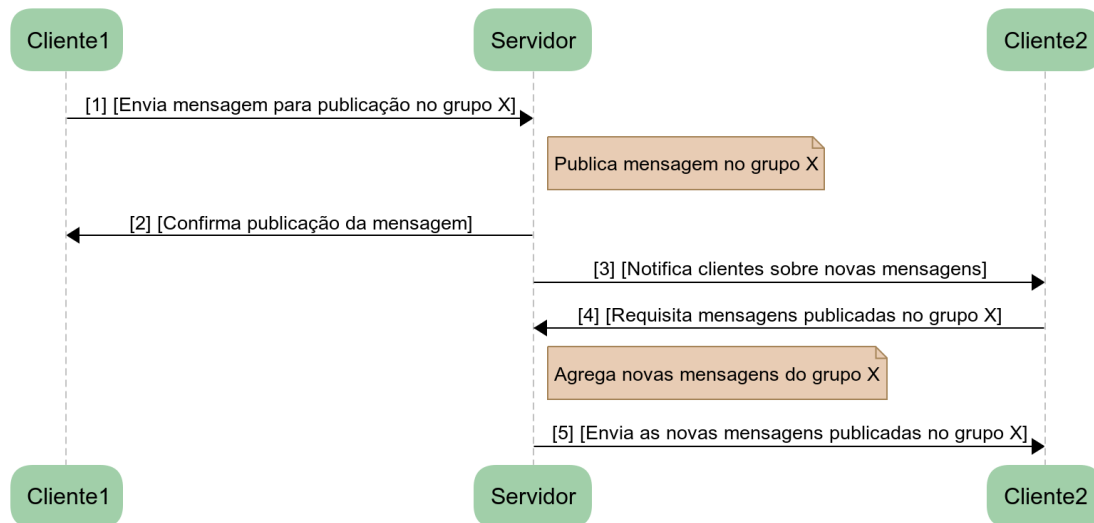 Cliente1
Servidor
Cliente2
[1] [Envia mensagem para publicação no grupo X]
Publica mensagem no grupo X
[2] [Confirma publicação da mensagem]
[3] [Notifica clientes sobre novas mensagens]
[4] [Requisita mensagens publicadas no grupo X]
Agrega novas mensagens do grupo X
[5] [Envia as novas mensagens publicadas no grupo X]
Cliente1
Servidor
Cliente2